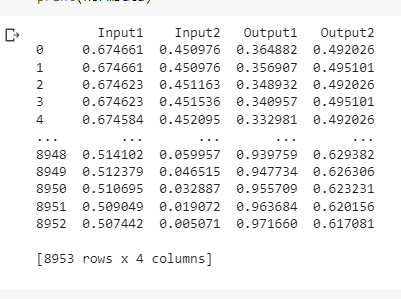 print(normdata)
Input1 Input2 Output1 Output2
0 0.674661 0.450976 0.364882 0.492026
1 0.674661 0.450976 0.356907 0.495101
2 0.674623 0.451163 0.348932 0.492026
3 0.674623 0.451536 0.340957 0.495101
4 0.674584 0.452095 0.332981 0.492026
... ... ... ... ...
8948 0.514102 0.059957 0.939759 0.629382
8949 0.512379 0.046515 0.947734 0.626306
8950 0.510695 0.032887 0.955709 0.623231
8951 0.509049 0.019072 0.963684 0.620156
8952 0.507442 0.005071 0.971660 0.617081
[8953 rows x 4 columns]